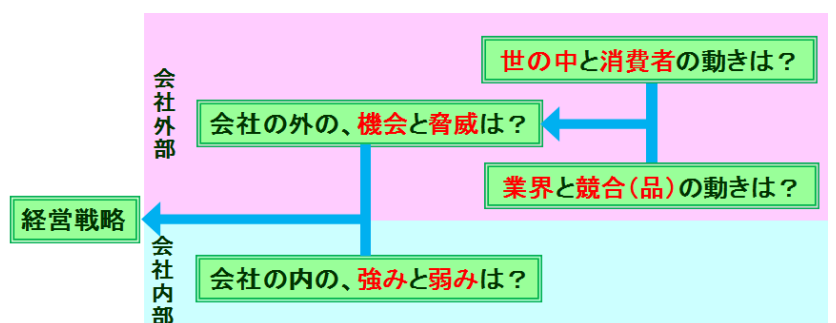 世の中と消費者の動きは？
会社外部
会社の外の、機会と脅威は？
業界と競合（品）の動きは？
経営戦略
会社内部
会社の内の、強みと弱みは？